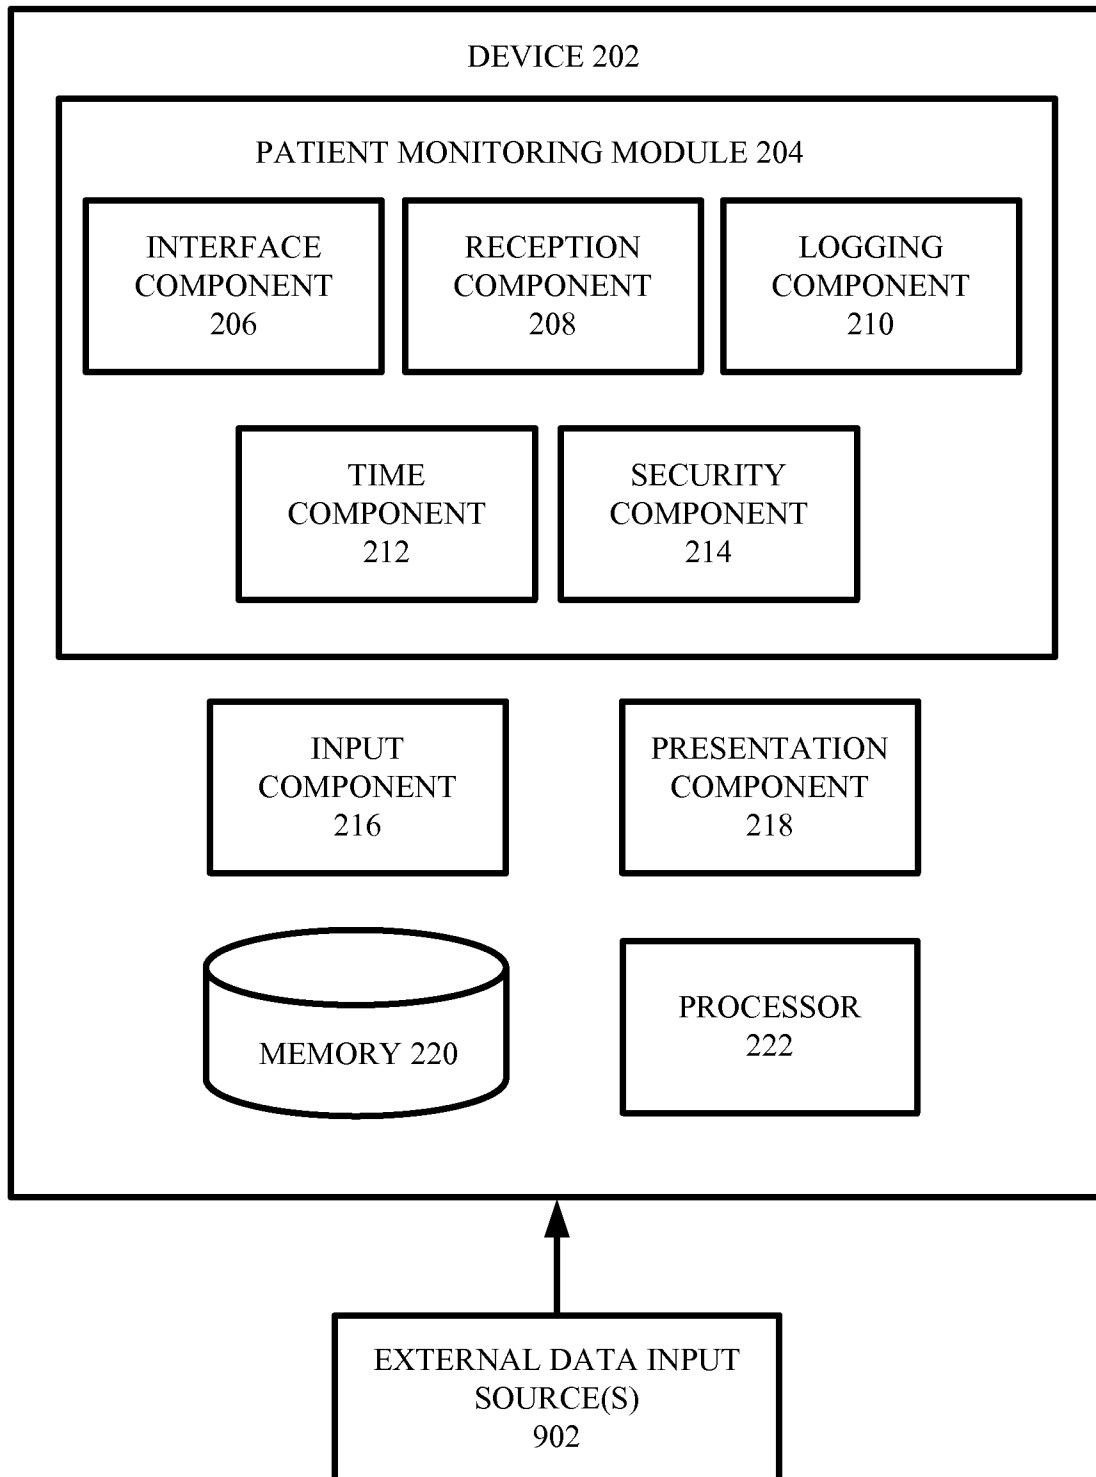 DEVICE 202
PATIENT MONITORING MODULE 204
INTERFACE
COMPONENT
206
RECEPTION
COMPONENT
208
LOGGING
COMPONENT
210
TIME
COMPONENT
212
SECURITY
COMPONENT
214
INPUT
COMPONENT
216
PRESENTATION
COMPONENT
218
MEMORY 220
PROCESSOR
222
EXTERNAL DATA INPUT
SOURCE(S)
902